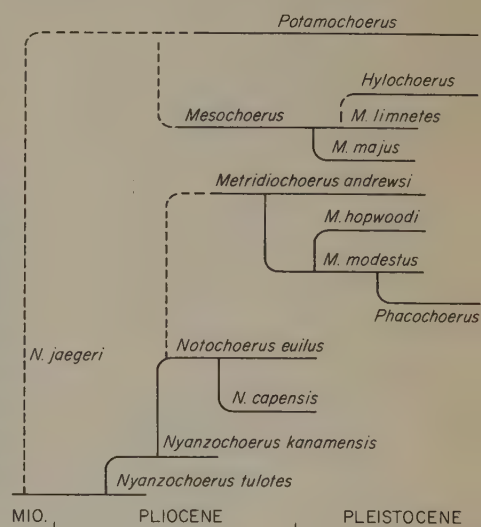 Potamochoerus
Hylochoerus
Mesochoerus
M. limnetes
M. majus
Metridiochoerus andrewsi
M. hopwoodi
M. modestus
Phacochoerus
N. jaegeri
Notochoerus euilus
N. capensis
Nyanzochoerus kanamensis
Nyanzochoerus tulotes
MIO. PLIOCENE PLEISTOCENE